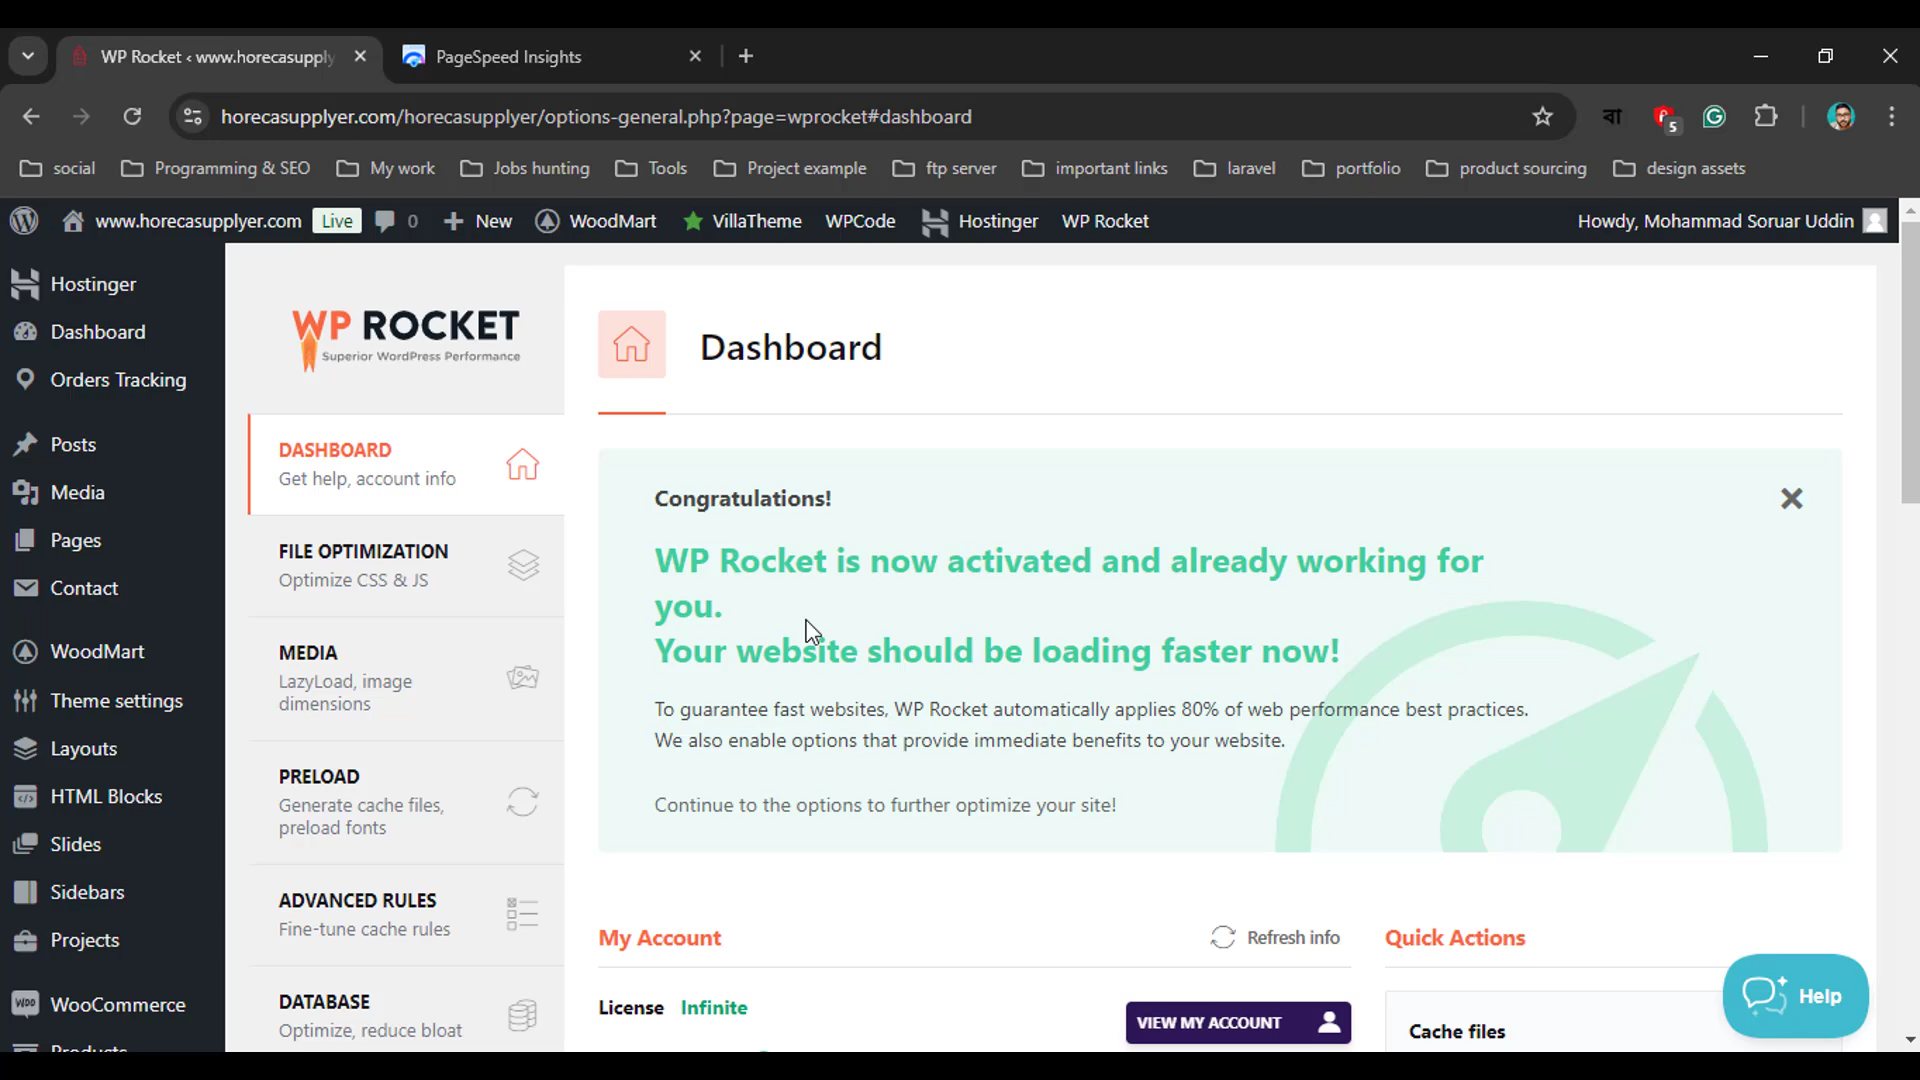 WP Rocket ‹ www.horecasupply
PageSpeed Insights
horecasupplyer.com/horecasupplyer/options-general.php?page=wprocket#dashboard
বা
5
social
Programming & SEO
My work
Jobs hunting
Tools
Project example
ftp server
important links
laravel
portfolio
product sourcing
design assets
www.horecasupplyer.com
Live
0
New
WoodMart
VillaTheme
WPCode
Hostinger
WP Rocket
Howdy, Mohammad Soruar Uddin
Hostinger
Dashboard
Orders Tracking
Posts
Media
Pages
Contact
WoodMart
Theme settings
Layouts
HTML Blocks
Slides
Sidebars
Projects
WooCommerce
Products
WP ROCKET
Superior WordPress Performance
DASHBOARD
Get help, account info
FILE OPTIMIZATION
Optimize CSS & JS
MEDIA
LazyLoad, image
dimensions
PRELOAD
Generate cache files,
preload fonts
ADVANCED RULES
Fine-tune cache rules
DATABASE
Optimize, reduce bloat
Dashboard
Congratulations!
WP Rocket is now activated and already working for
you.
Your website should be loading faster now!
To guarantee fast websites, WP Rocket automatically applies 80% of web performance best practices.
We also enable options that provide immediate benefits to your website.
Continue to the options to further optimize your site!
My Account
Refresh info
License Infinite
VIEW MY ACCOUNT
Quick Actions
Cache files
Help